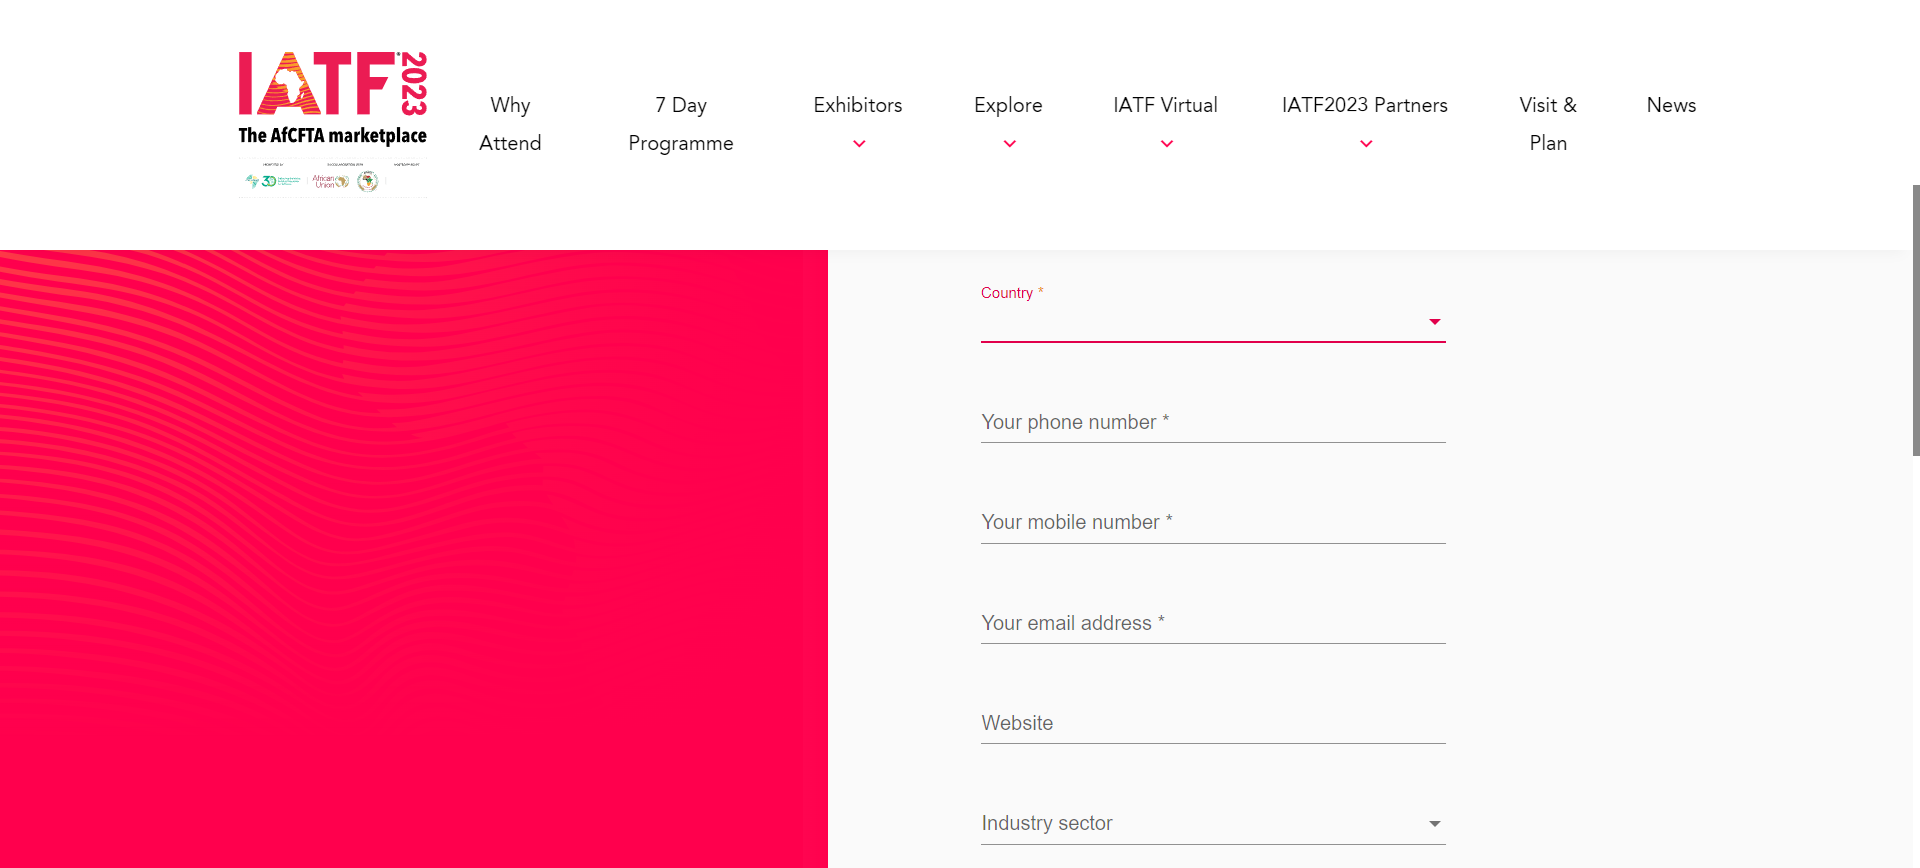 IATF 2023
The AfCFTA marketplace
30
African
Union
Why
Attend
7 Day
Programme
Exhibitors
Explore
IATF Virtual
IATF2023 Partners
Visit &
Plan
News
Country *
Your phone number *
Your mobile number *
Your email address *
Website
Industry sector